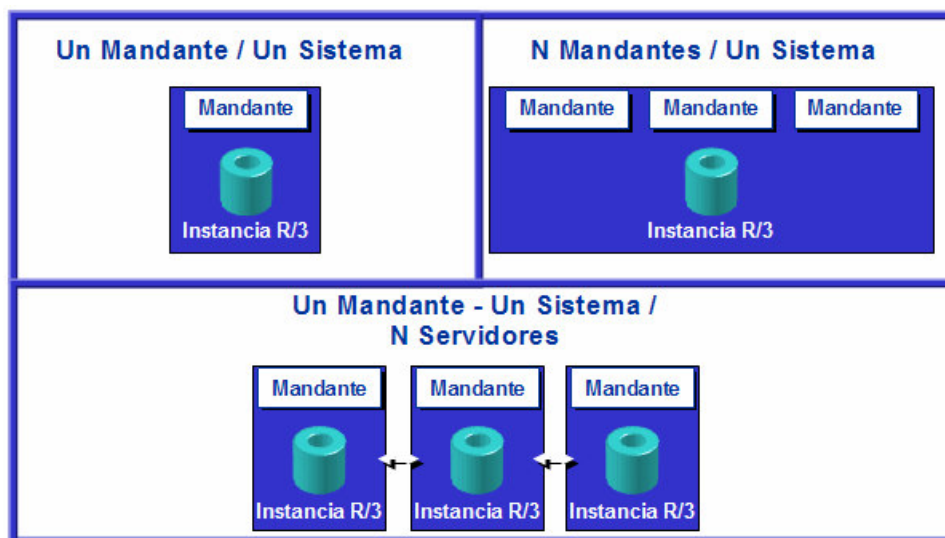 Un Mandante / Un Sistema
Mandante
Instancia R/3
N Mandantes / Un Sistema
Mandante Mandante Mandante
Instancia R/3
Un Mandante - Un Sistema /
N Servidores
Mandante Mandante Mandante
Instancia R/3 Instancia R/3 Instancia R/3